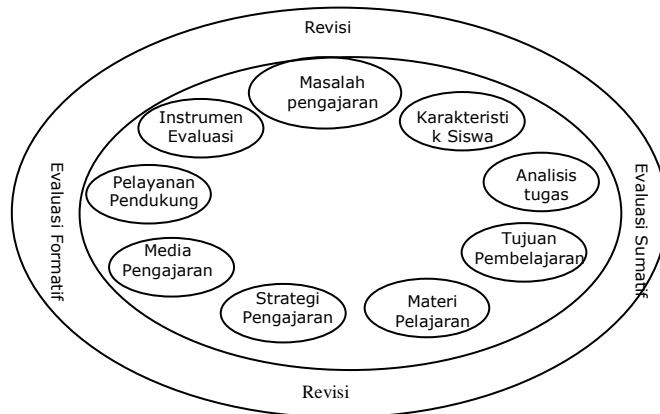 Revisi
Masalah
pengajaran
Instrumen
Evaluasi
Karakteristi
k Siswa
Pelayanan
Pendukung
Analisis
tugas
Evaluasi Formatif
Evaluasi Sumatif
Media
Pengajaran
Tujuan
Pembelajaran
Strategi
Pengajaran
Materi
Pelajaran
Revisi